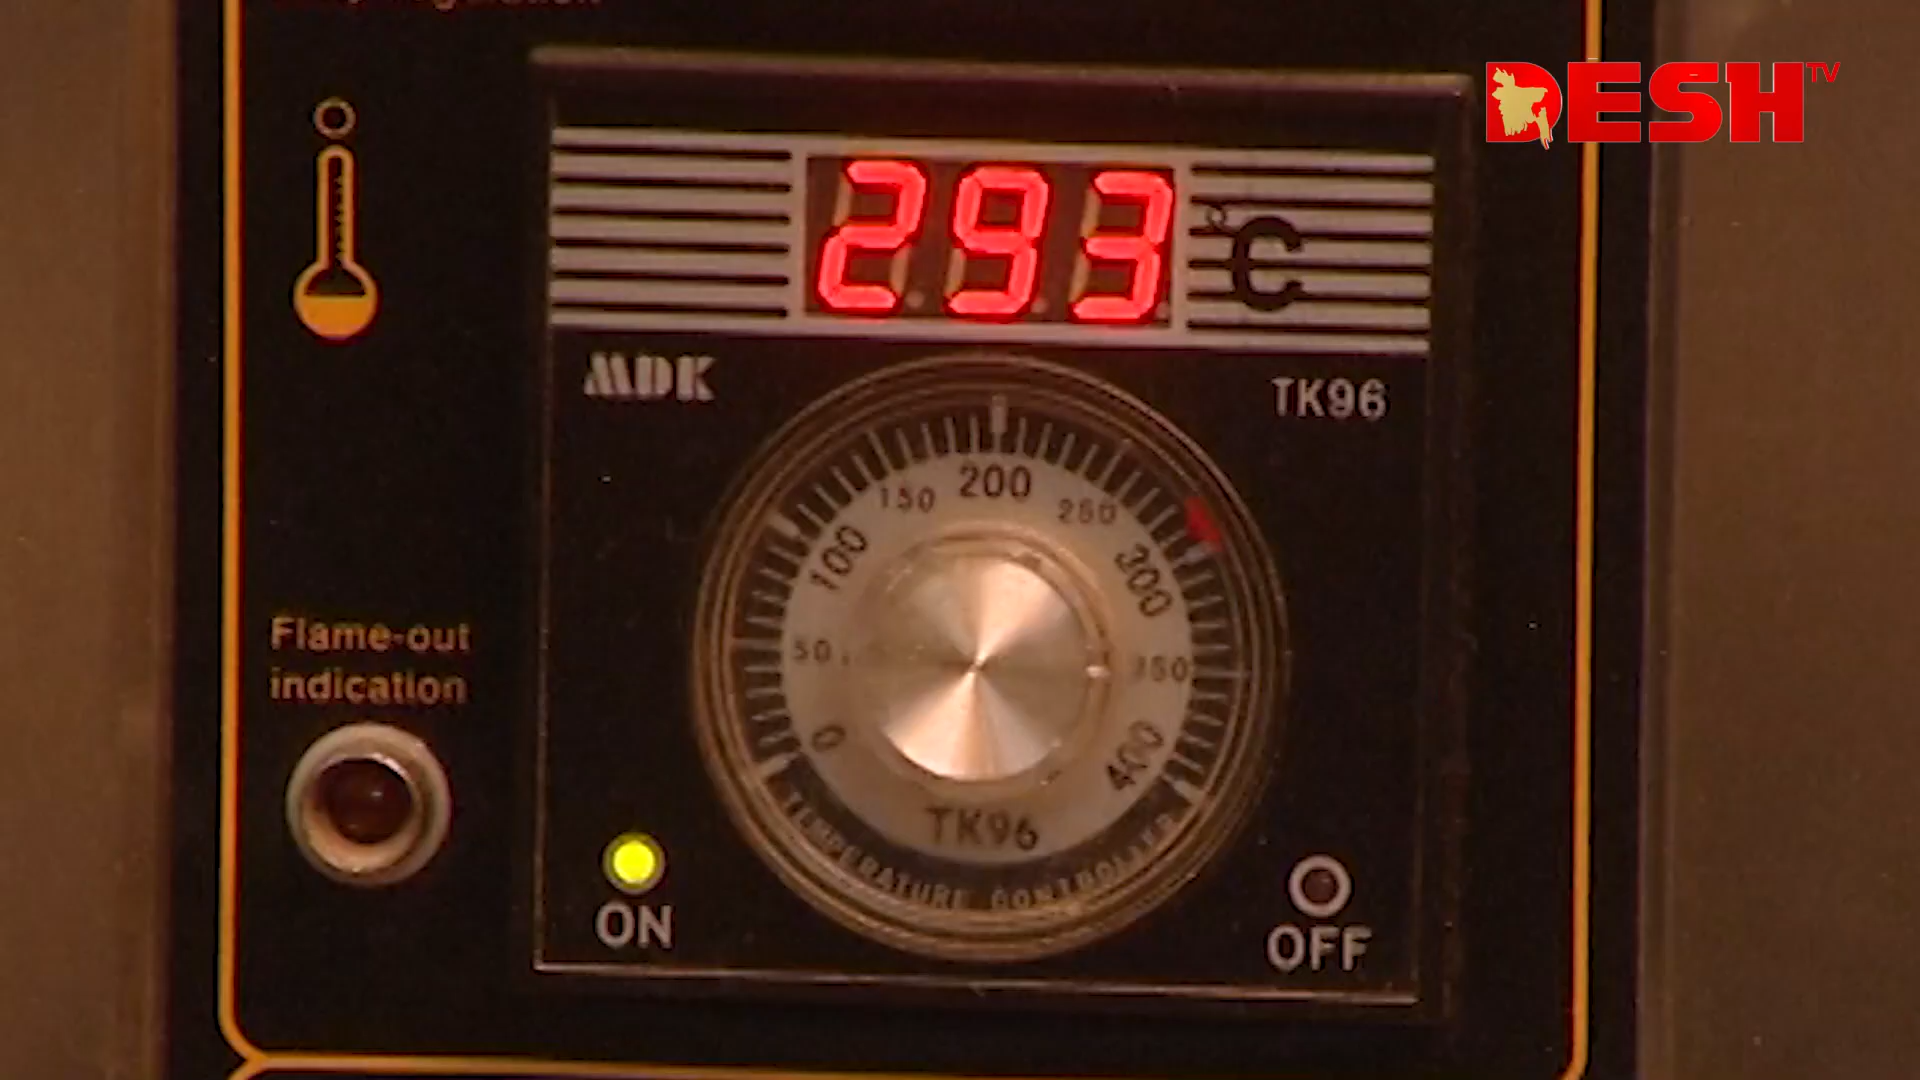 DESH TV
293 °C
MDK
TK96
0 50 100 150 200 250 300 350 400
Flame-out
indication
TK96
TEMPERATURE CONTROLLER
ON
OFF